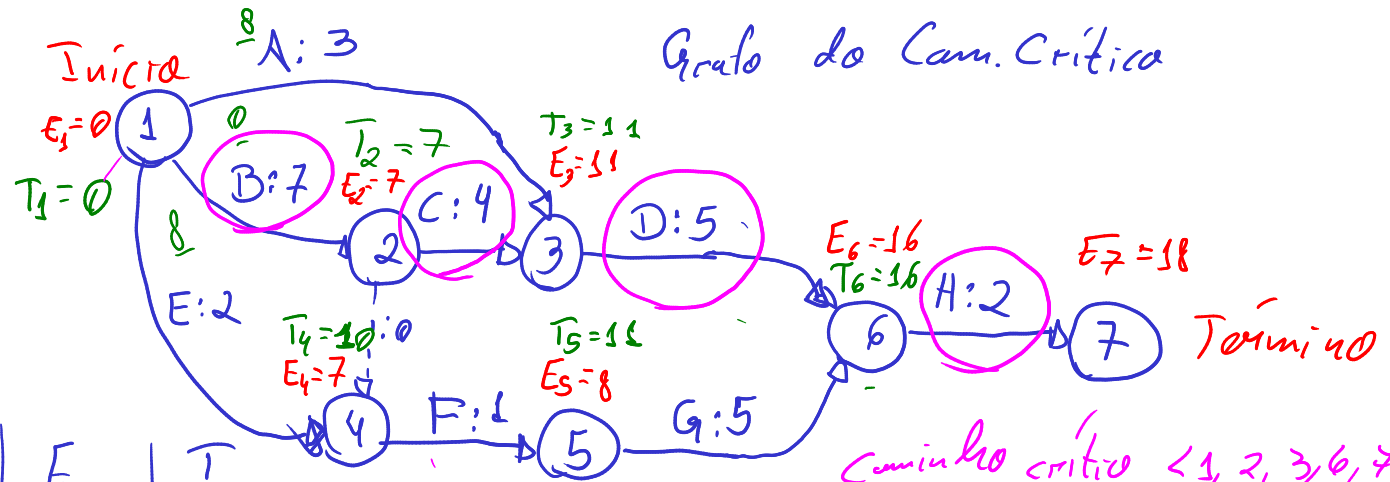 8
A: 3
Grafo do Cam. Crítico
Início
E1=0
1
T1=0
0
B:7
T2=7
E2=7
C:4
T3=11
E3=11
8
2
3
D:5
E6=16
T6=16
H:2
E7=18
E:2
T4=10
:0
E4=7
T5=11
E5=8
6
7
Término
4
F:1
5
G:5
E | T
Caminho crítico <1, 2, 3, 6, 7